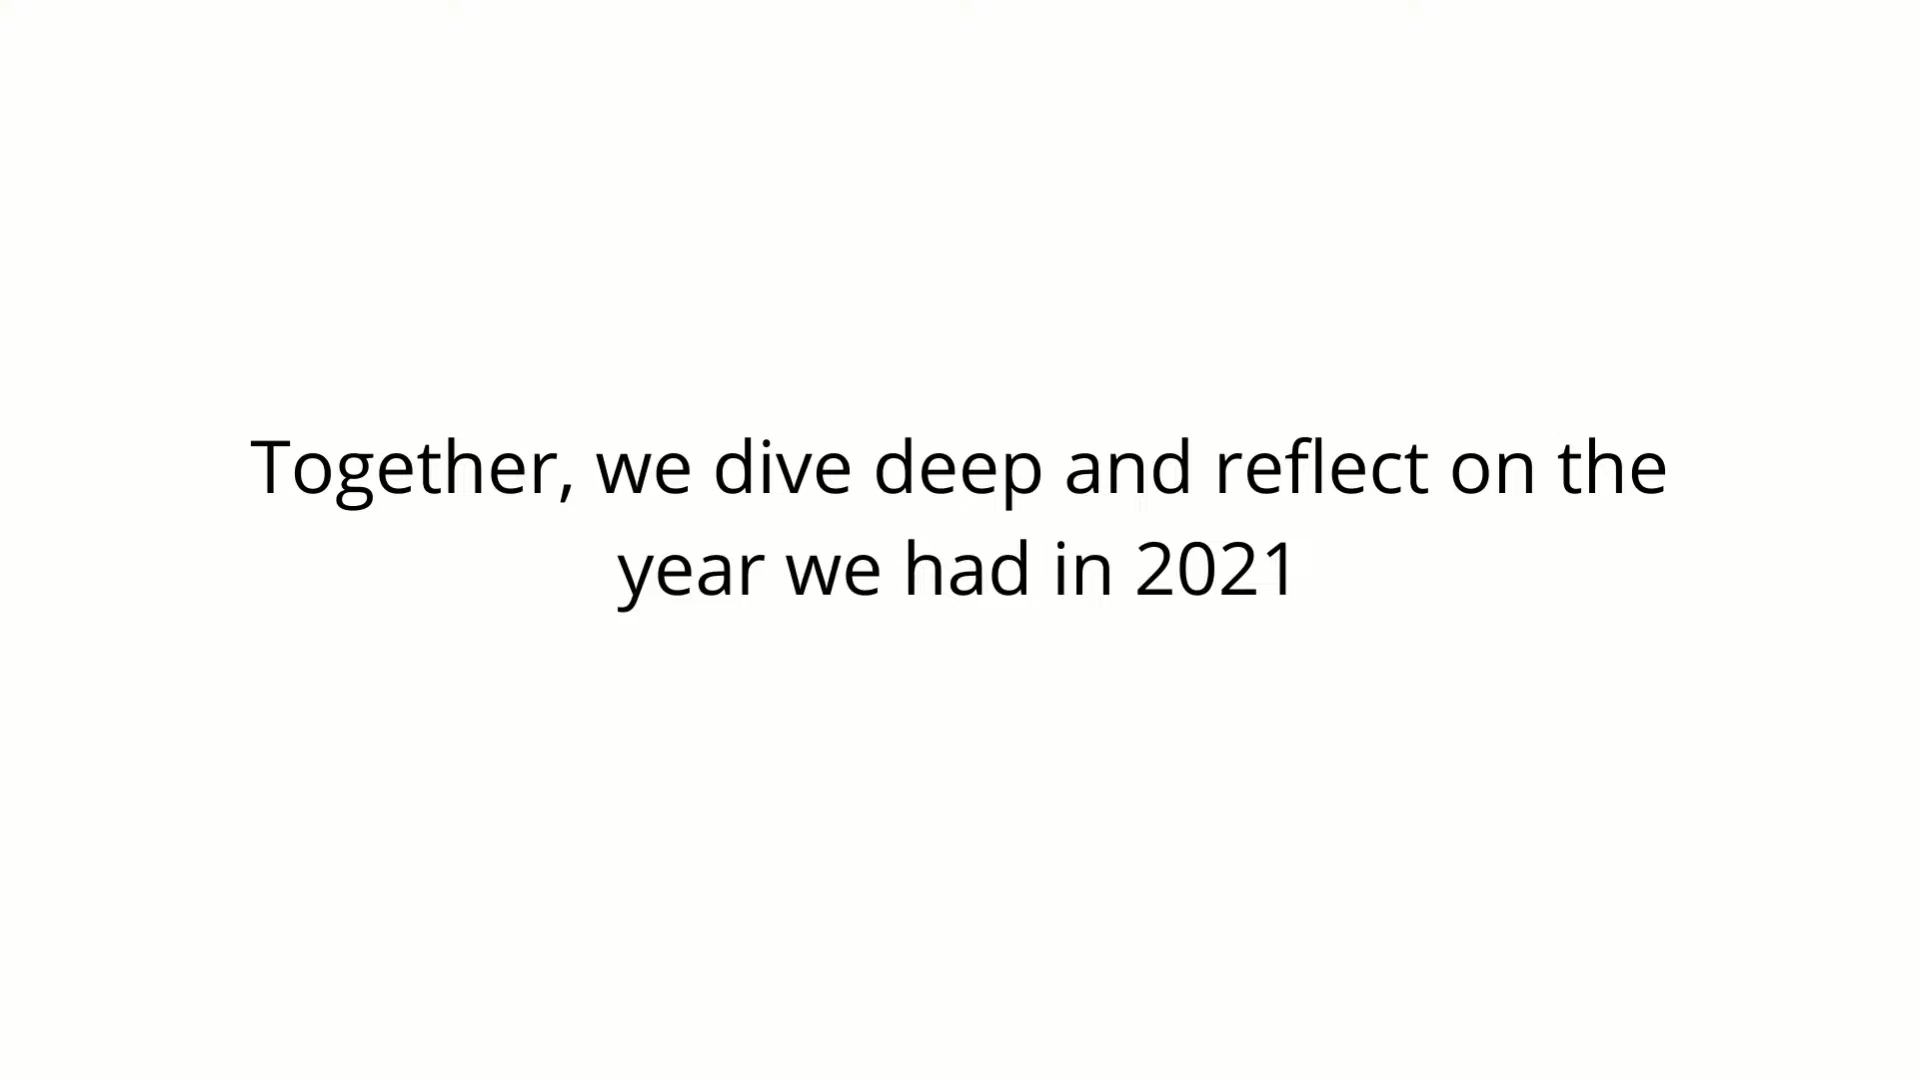 Together, we dive deep and reflect on the
year we had in 2021